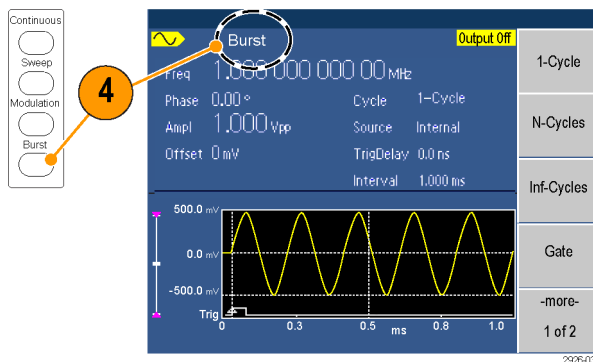 Continuous
Sweep
Modulation
Burst
4
Burst
Output Off
Freq 1.000 000 000 00 MHz
Phase 0.00 °
Cycle 1-Cycle
Ampl 1.000 Vpp
Source Internal
Offset 0 mV
TrigDelay 0.0 ns
Interval 1.000 ms
500.0 mV
0.0 mV
-500.0 mV
Trig
0 0.3 0.5 ms 0.8 1.0
1-Cycle
N-Cycles
Inf-Cycles
Gate
-more-
1 of 2